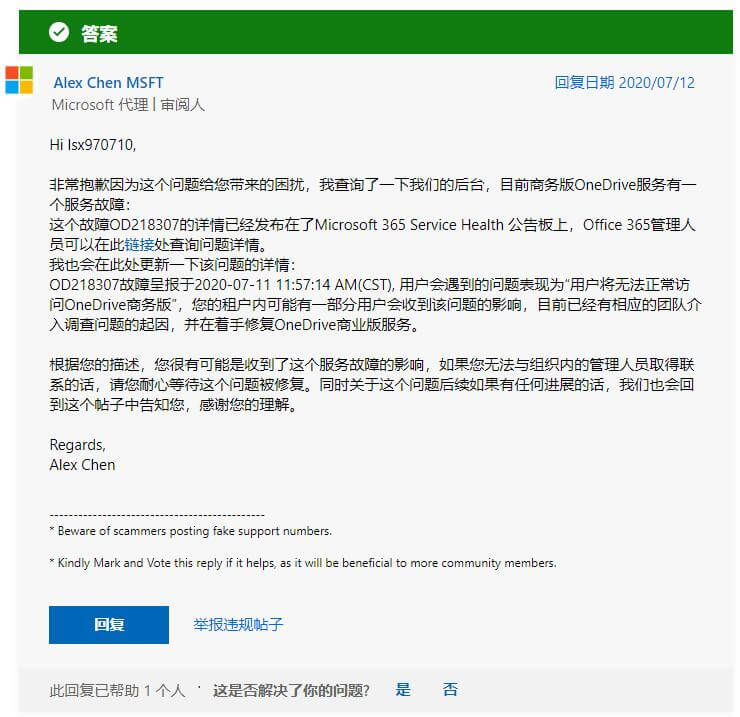 答案
Alex Chen MSFT
回复日期 2020/07/12
Microsoft 代理 | 审阅人
Hi lsx970710,
非常抱歉因为这个问题给您带来的困扰，我查询了一下我们的后台，目前商务版OneDrive服务有一
个服务故障：
这个故障OD218307的详情已经发布在了Microsoft 365 Service Health 公告板上，Office 365管理人
员可以在此链接处查询问题详情。
我也会在此处更新一下该问题的详情：
OD218307故障呈报于2020-07-11 11:57:14 AM(CST), 用户会遇到的问题表现为“用户将无法正常访
问OneDrive商务版”，您的租户内可能有一部分用户会收到该问题的影响，目前已经有相应的团队介
入调查问题的起因，并在着手修复OneDrive商业版服务。
根据您的描述，您很有可能是收到了这个服务故障的影响，如果您无法与组织内的管理人员取得联
系的话，请您耐心等待这个问题被修复。同时关于这个问题后续如果有任何进展的话，我们也会回
到这个帖子中告知您，感谢您的理解。
Regards,
Alex Chen
--------------------------------------------
* Beware of scammers posting fake support numbers.
* Kindly Mark and Vote this reply if it helps, as it will be beneficial to more community members.
回复
举报违规帖子
此回复已帮助 1 个人 · 这是否解决了你的问题? 是 否